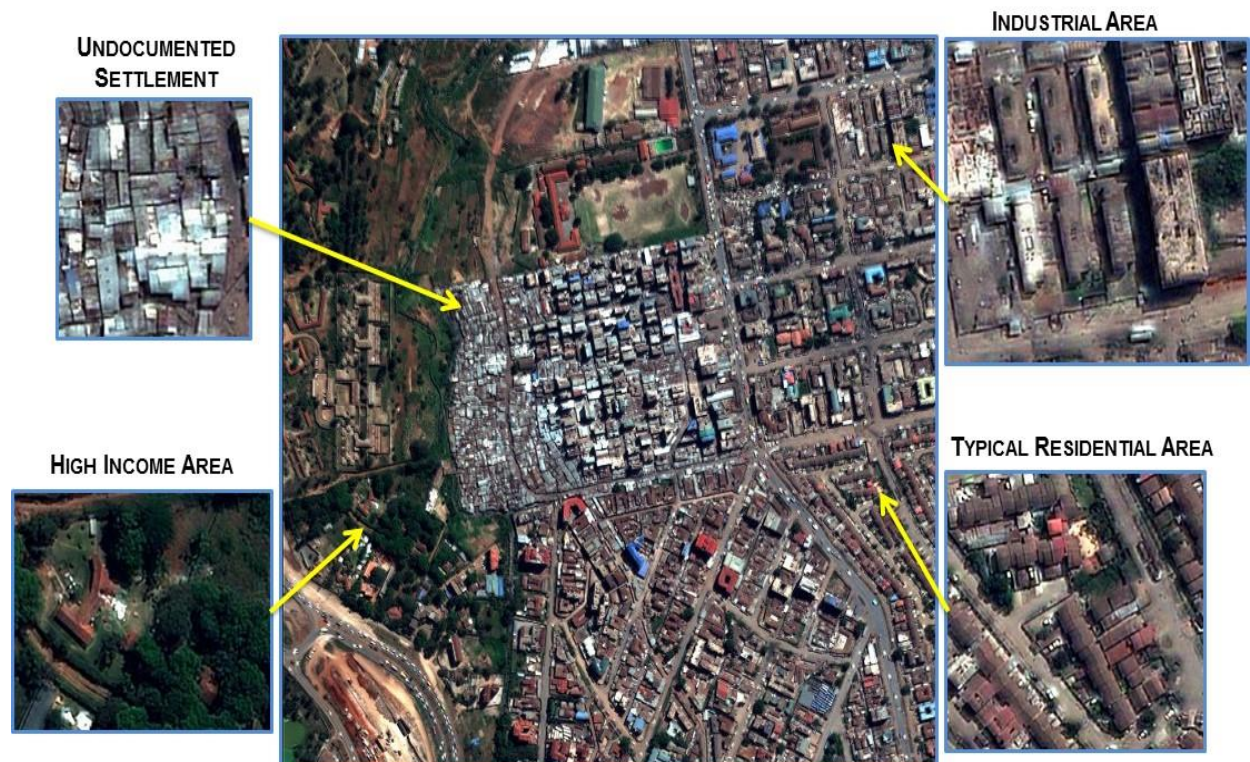 UNDOCUMENTED
SETTLEMENT
INDUSTRIAL AREA
HIGH INCOME AREA
TYPICAL RESIDENTIAL AREA